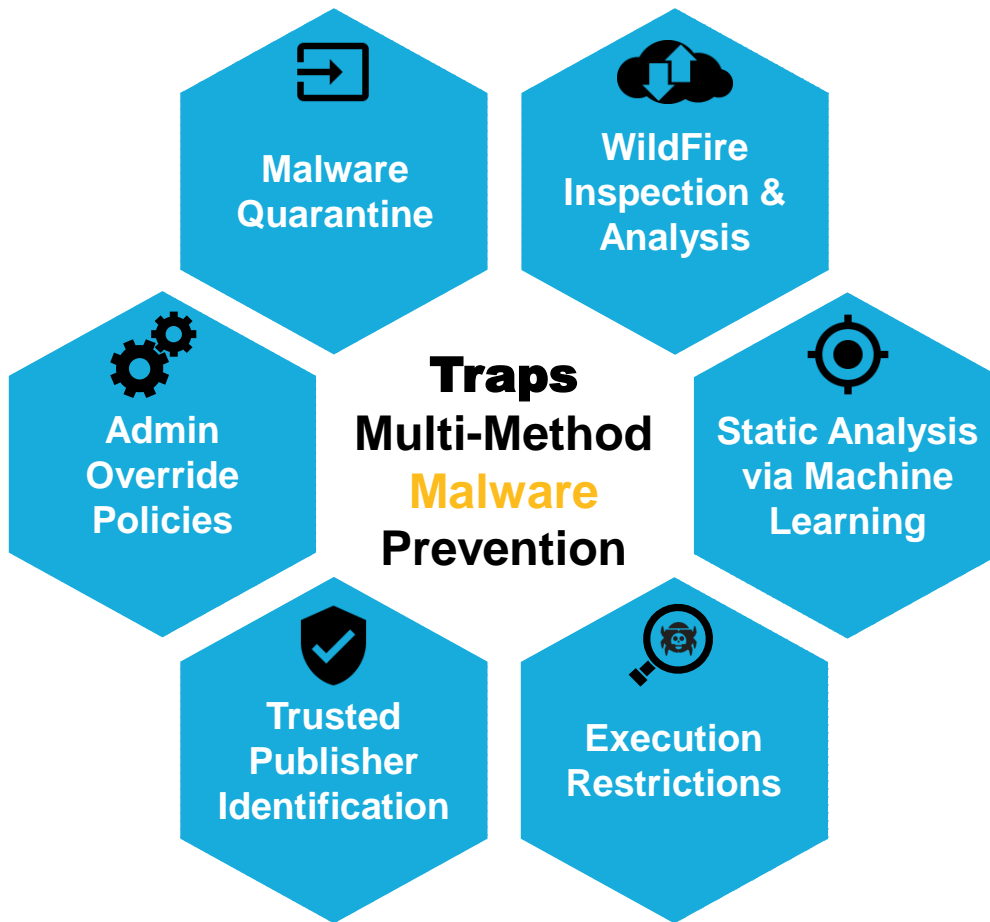 Malware
Quarantine
WildFire
Inspection &
Analysis
Admin
Override
Policies
Traps
Multi-Method
Malware
Prevention
Static Analysis
via Machine
Learning
Trusted
Publisher
Identification
Execution
Restrictions